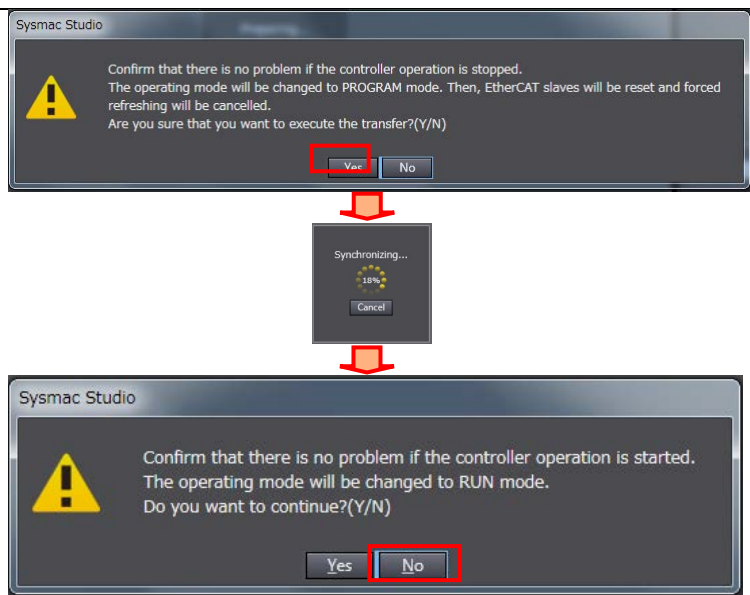 Sysmac Studio
Confirm that there is no problem if the controller operation is stopped.
The operating mode will be changed to PROGRAM mode. Then, EtherCAT slaves will be reset and forced
refreshing will be cancelled.
Are you sure that you want to execute the transfer?(Y/N)
Yes No
Synchronizing...
18%
Cancel
Sysmac Studio
Confirm that there is no problem if the controller operation is started.
The operating mode will be changed to RUN mode.
Do you want to continue?(Y/N)
Yes No